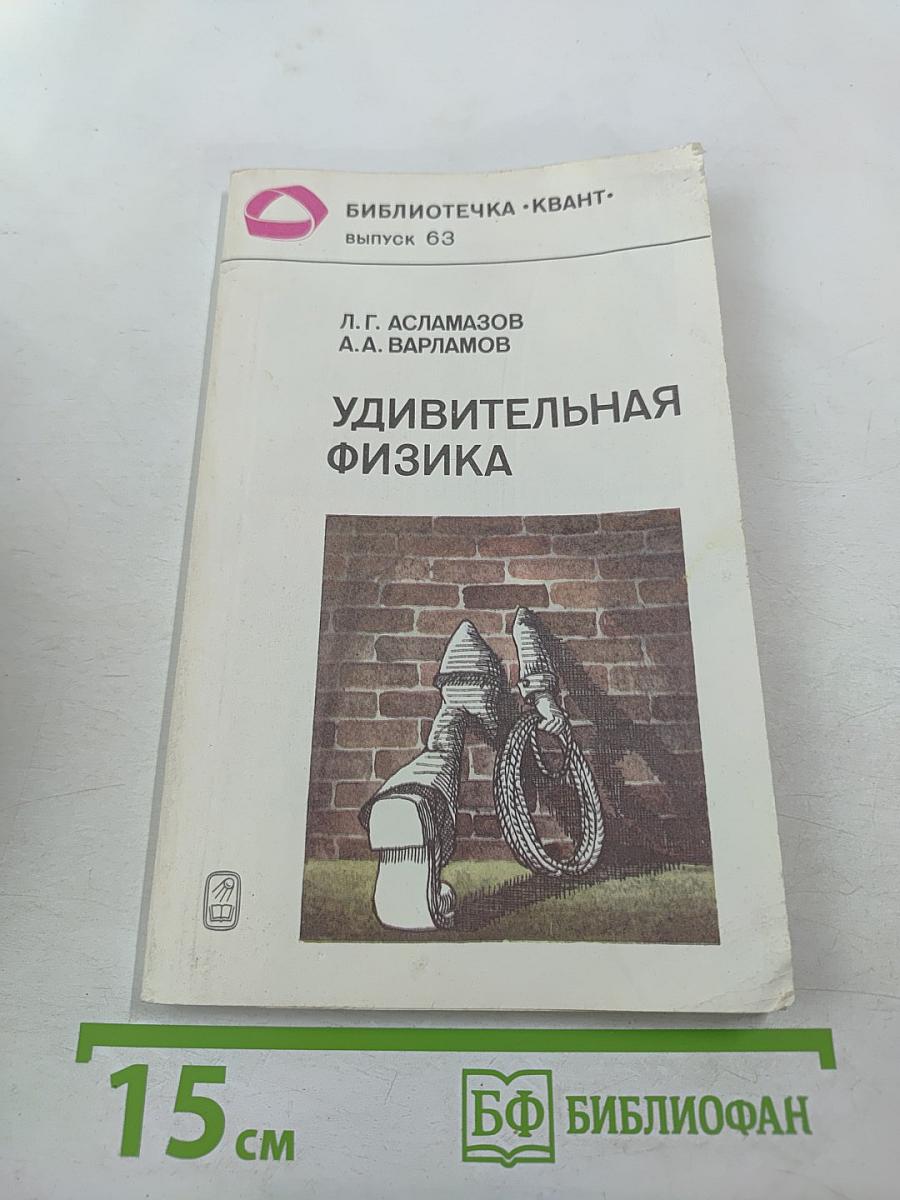 БИБЛИОТЕЧКА «КВАНТ»
ВЫПУСК 63
Л. Г. АСЛАМАЗОВ
А. А. ВАРЛАМОВ
УДИВИТЕЛЬНАЯ
ФИЗИКА
15 см
БФ БИБЛИОФАН